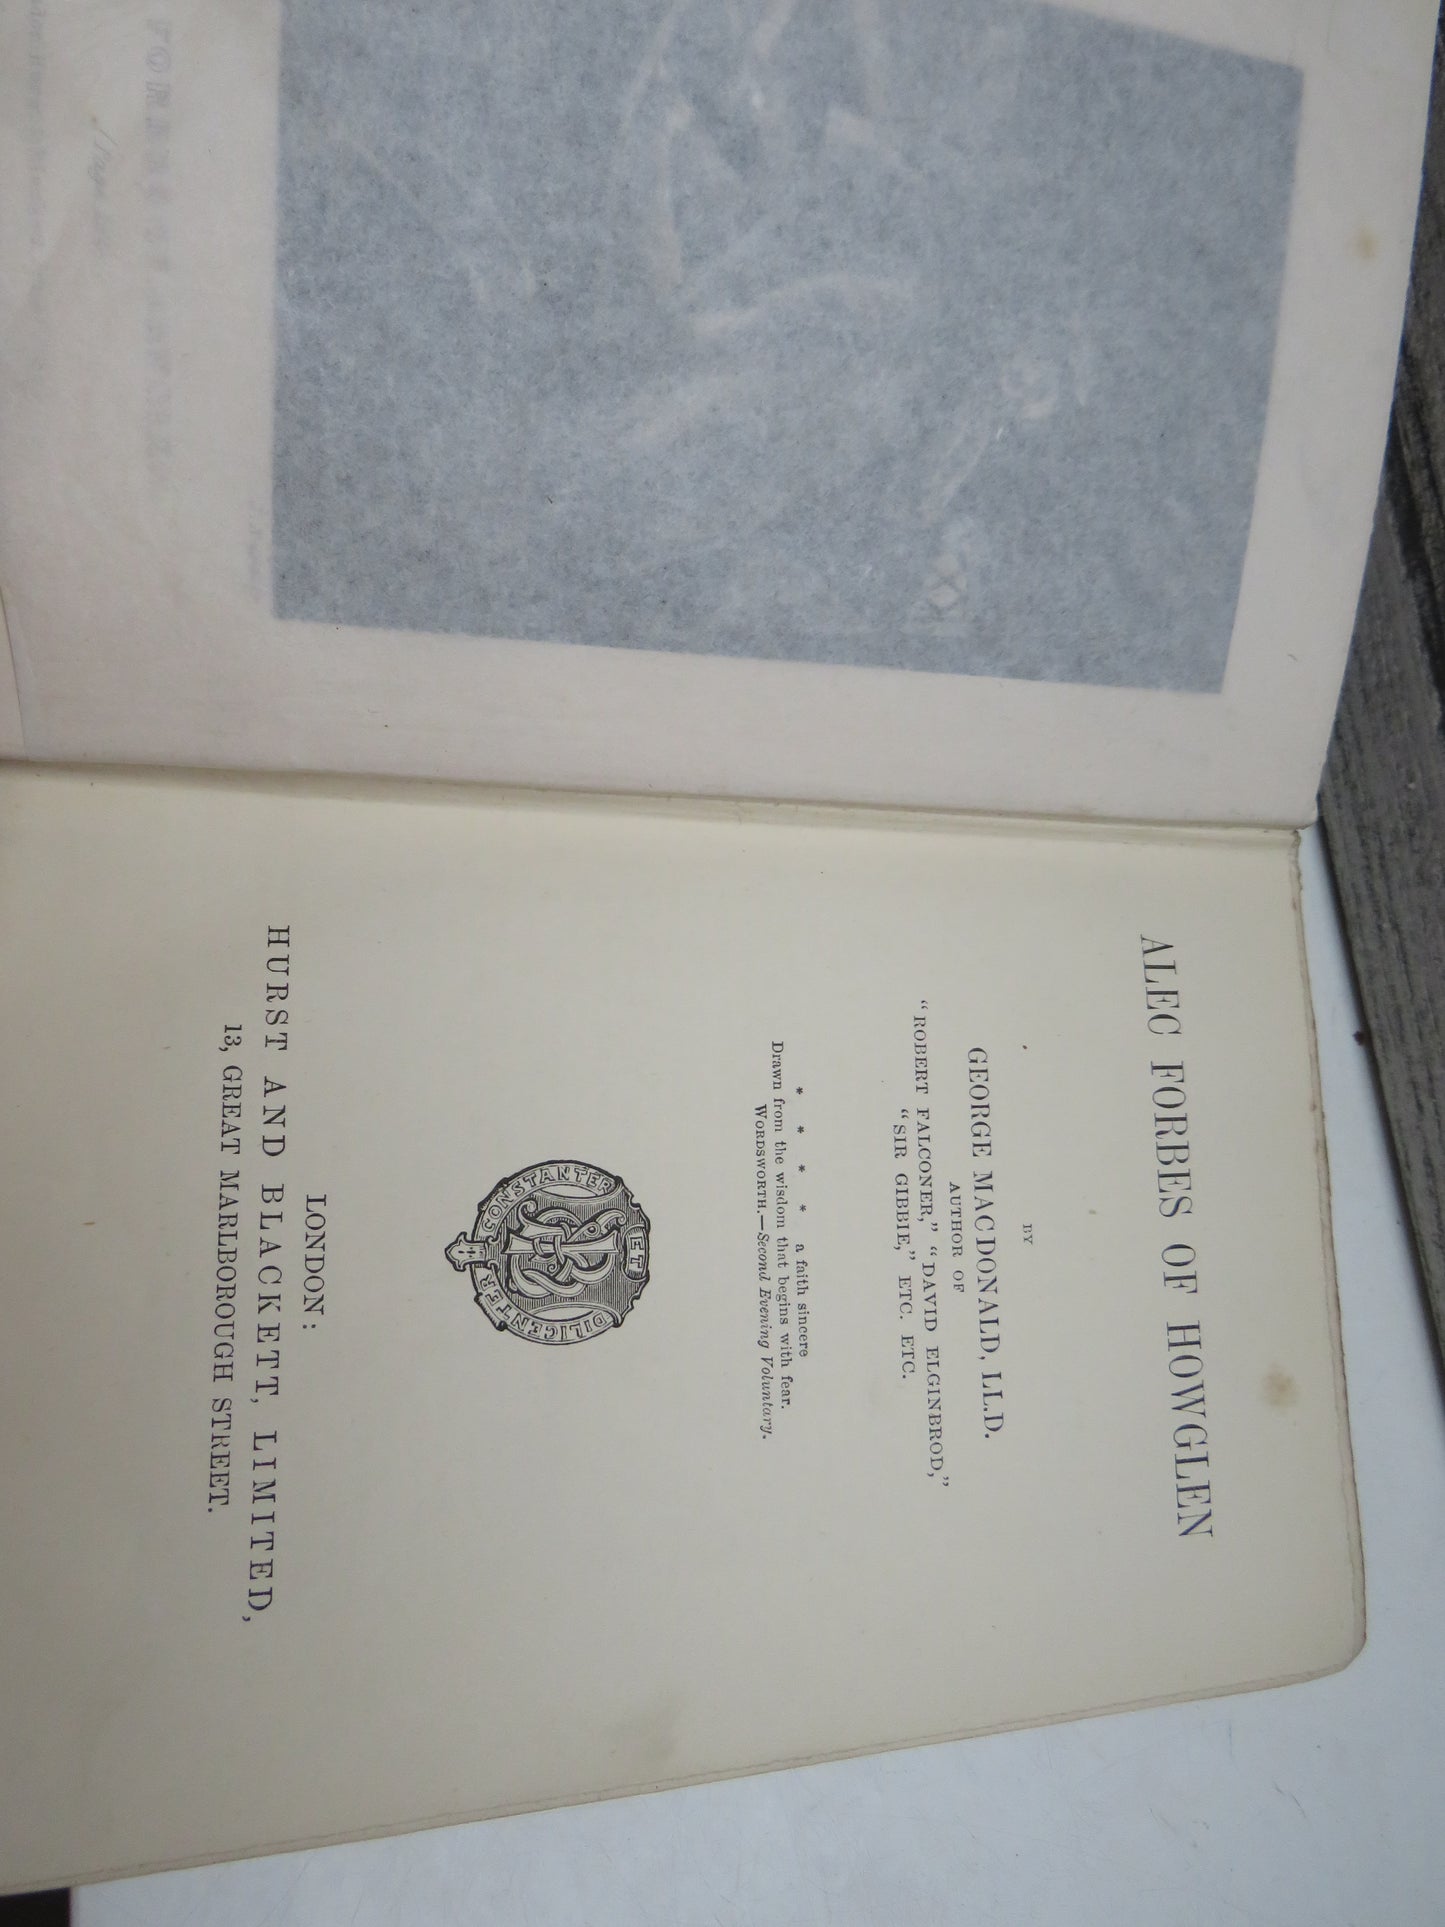 ALEC FORBES OF HOWGLEN
BY
GEORGE MACDONALD, LL.D.
AUTHOR OF
“ROBERT FALCONER,” “DAVID ELGINBROD,”
“SIR GIBBIE,” ETC. ETC.
* * * * a faith sincere
Drawn from the wisdom that begins with fear.
WORDSWORTH.—Second Evening Voluntary.
CONSTANTER ET DILIGENTER
LONDON:
HURST AND BLACKETT, LIMITED,
13, GREAT MARLBOROUGH STREET.